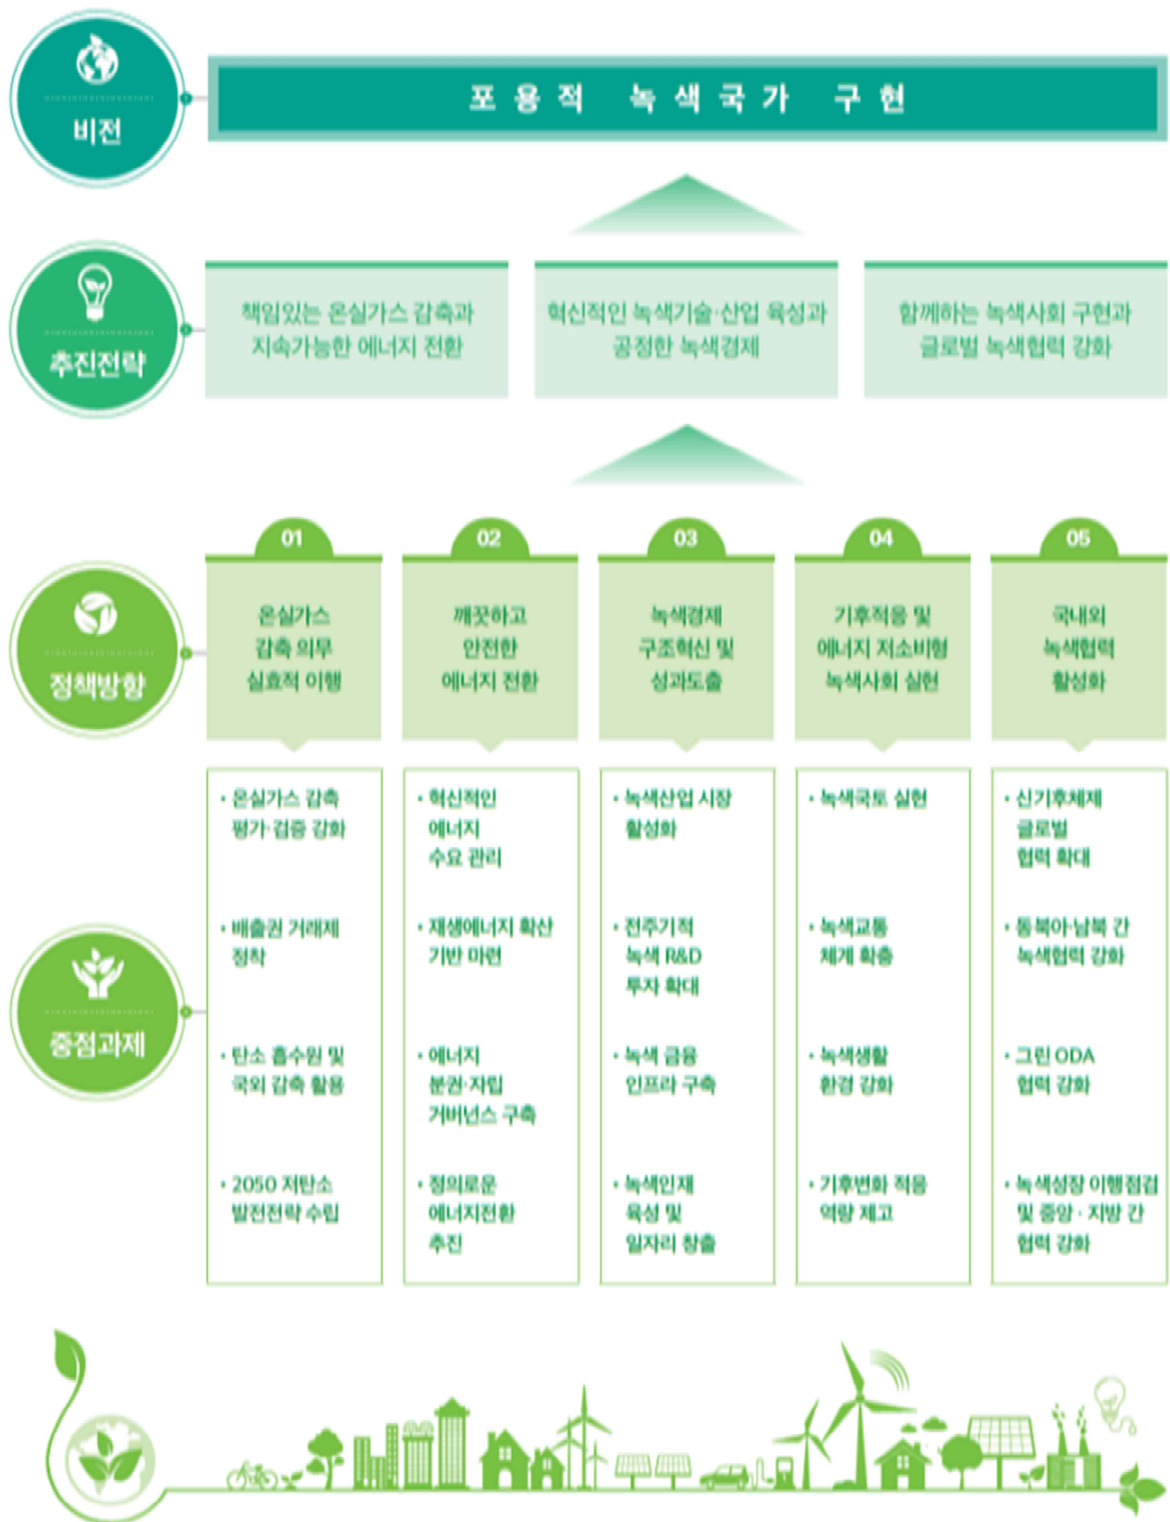 비전
포용적 녹색국가 구현
추진전략
책임있는 온실가스 감축과
지속가능한 에너지 전환
혁신적인 녹색기술·산업 육성과
공정한 녹색경제
함께하는 녹색사회 구현과
글로벌 녹색협력 강화
정책방향
01
온실가스
감축 의무
실효적 이행
02
깨끗하고
안전한
에너지 전환
03
녹색경제
구조혁신 및
성과도출
04
기후적응 및
에너지 저소비형
녹색사회 실현
05
국내외
녹색협력
활성화
중점과제
• 온실가스 감축
평가·검증 강화
• 배출권 거래제
정착
• 탄소 흡수원 및
국외 감축 활용
• 2050 저탄소
발전전략 수립
• 혁신적인
에너지
수요 관리
• 재생에너지 확산
기반 마련
• 에너지
분권·자립
거버넌스 구축
• 정의로운
에너지전환
추진
• 녹색산업 시장
활성화
• 전주기적
녹색 R&D
투자 확대
• 녹색 금융
인프라 구축
• 녹색인재
육성 및
일자리 창출
• 녹색국토 실현
• 녹색교통
체계 확충
• 녹색생활
환경 강화
• 기후변화 적응
역량 제고
• 신기후체제
글로벌
협력 확대
• 동북아·남북 간
녹색협력 강화
• 그린 ODA
협력 강화
• 녹색성장 이행점검
및 중앙 · 지방 간
협력 강화